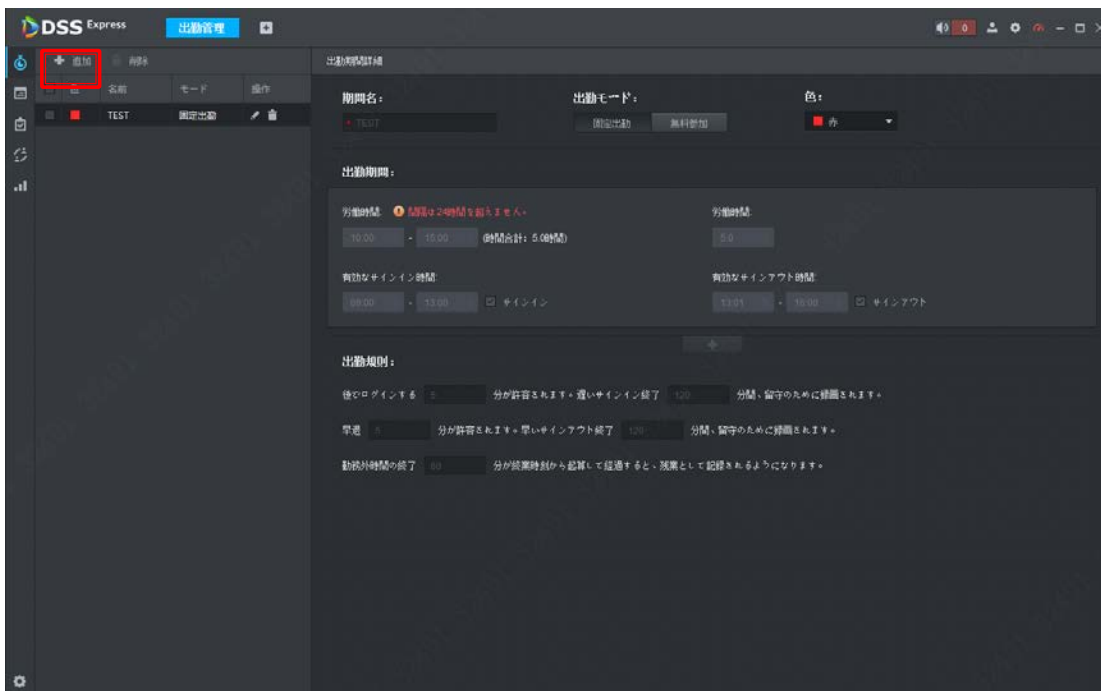 DSS Express 出勤管理 0
追加 削除
出勤期間詳細
色 名前 モード 操作
TEST 固定出勤
期間名: 出勤モード: 色:
* TEST 固定出勤 無料参加 赤
出勤期間:
労働時間: 間隔は24時間を超えません。 労働時間:
10:00 - 15:00 (時間合計: 5.0時間) 5.0
有効なサインイン時間: 有効なサインアウト時間:
09:00 - 13:00 サインイン 13:01 - 18:00 サインアウト
出勤規則:
後でログインする 5 分が許容されます。遅いサインイン終了 120 分間、留守のために録画されます。
早退 5 分が許容されます。早いサインアウト終了 120 分間、留守のために録画されます。
勤務外時間の終了 60 分が終業時刻から起算して経過すると、残業として記録されるようになります。